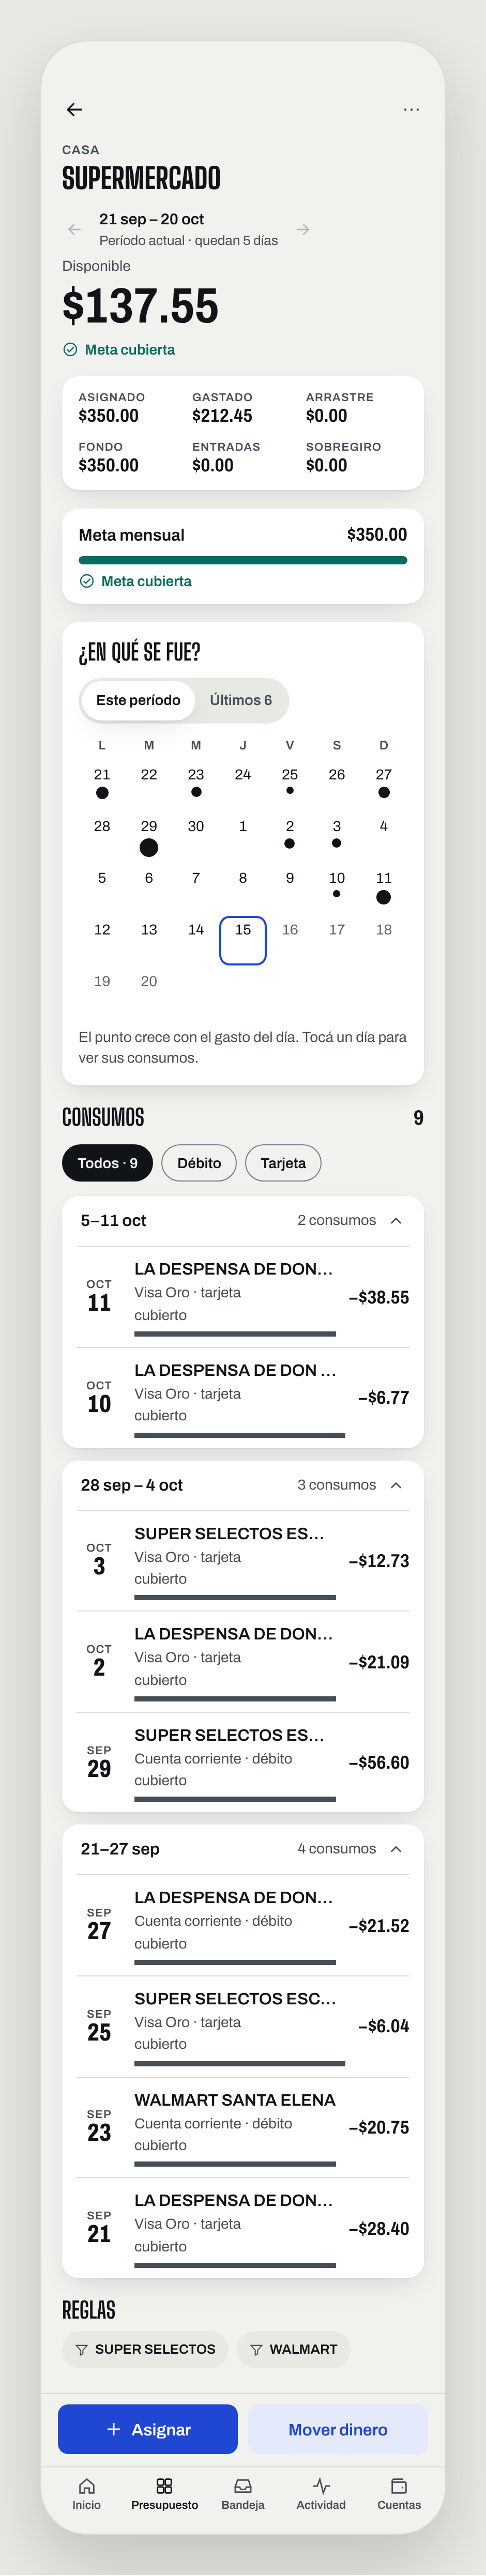 ...
CASA
SUPERMERCADO
21 sep – 20 oct
Período actual · quedan 5 días
Disponible
$137.55
Meta cubierta
ASIGNADO GASTADO ARRASTRE
$350.00 $212.45 $0.00
FONDO ENTRADAS SOBREGIRO
$350.00 $0.00 $0.00
Meta mensual $350.00
Meta cubierta
¿EN QUÉ SE FUE?
Este período Últimos 6
L M M J V S D
21 22 23 24 25 26 27
28 29 30 1 2 3 4
5 6 7 8 9 10 11
12 13 14 15 16 17 18
19 20
El punto crece con el gasto del día. Tocá un día para
ver sus consumos.
CONSUMOS 9
Todos · 9 Débito Tarjeta
5–11 oct 2 consumos
OCT 11
LA DESPENSA DE DON...
Visa Oro · tarjeta
cubierto
–$38.55
OCT 10
LA DESPENSA DE DON ...
Visa Oro · tarjeta
cubierto
–$6.77
28 sep – 4 oct 3 consumos
OCT 3
SUPER SELECTOS ES...
Visa Oro · tarjeta
cubierto
–$12.73
OCT 2
LA DESPENSA DE DON...
Visa Oro · tarjeta
cubierto
–$21.09
SEP 29
SUPER SELECTOS ES...
Cuenta corriente · débito
cubierto
–$56.60
21–27 sep 4 consumos
SEP 27
LA DESPENSA DE DON...
Cuenta corriente · débito
cubierto
–$21.52
SEP 25
SUPER SELECTOS ESC...
Visa Oro · tarjeta
cubierto
–$6.04
SEP 23
WALMART SANTA ELENA
Cuenta corriente · débito
cubierto
–$20.75
SEP 21
LA DESPENSA DE DON...
Visa Oro · tarjeta
cubierto
–$28.40
REGLAS
SUPER SELECTOS WALMART
+ Asignar Mover dinero
Inicio Presupuesto Bandeja Actividad Cuentas